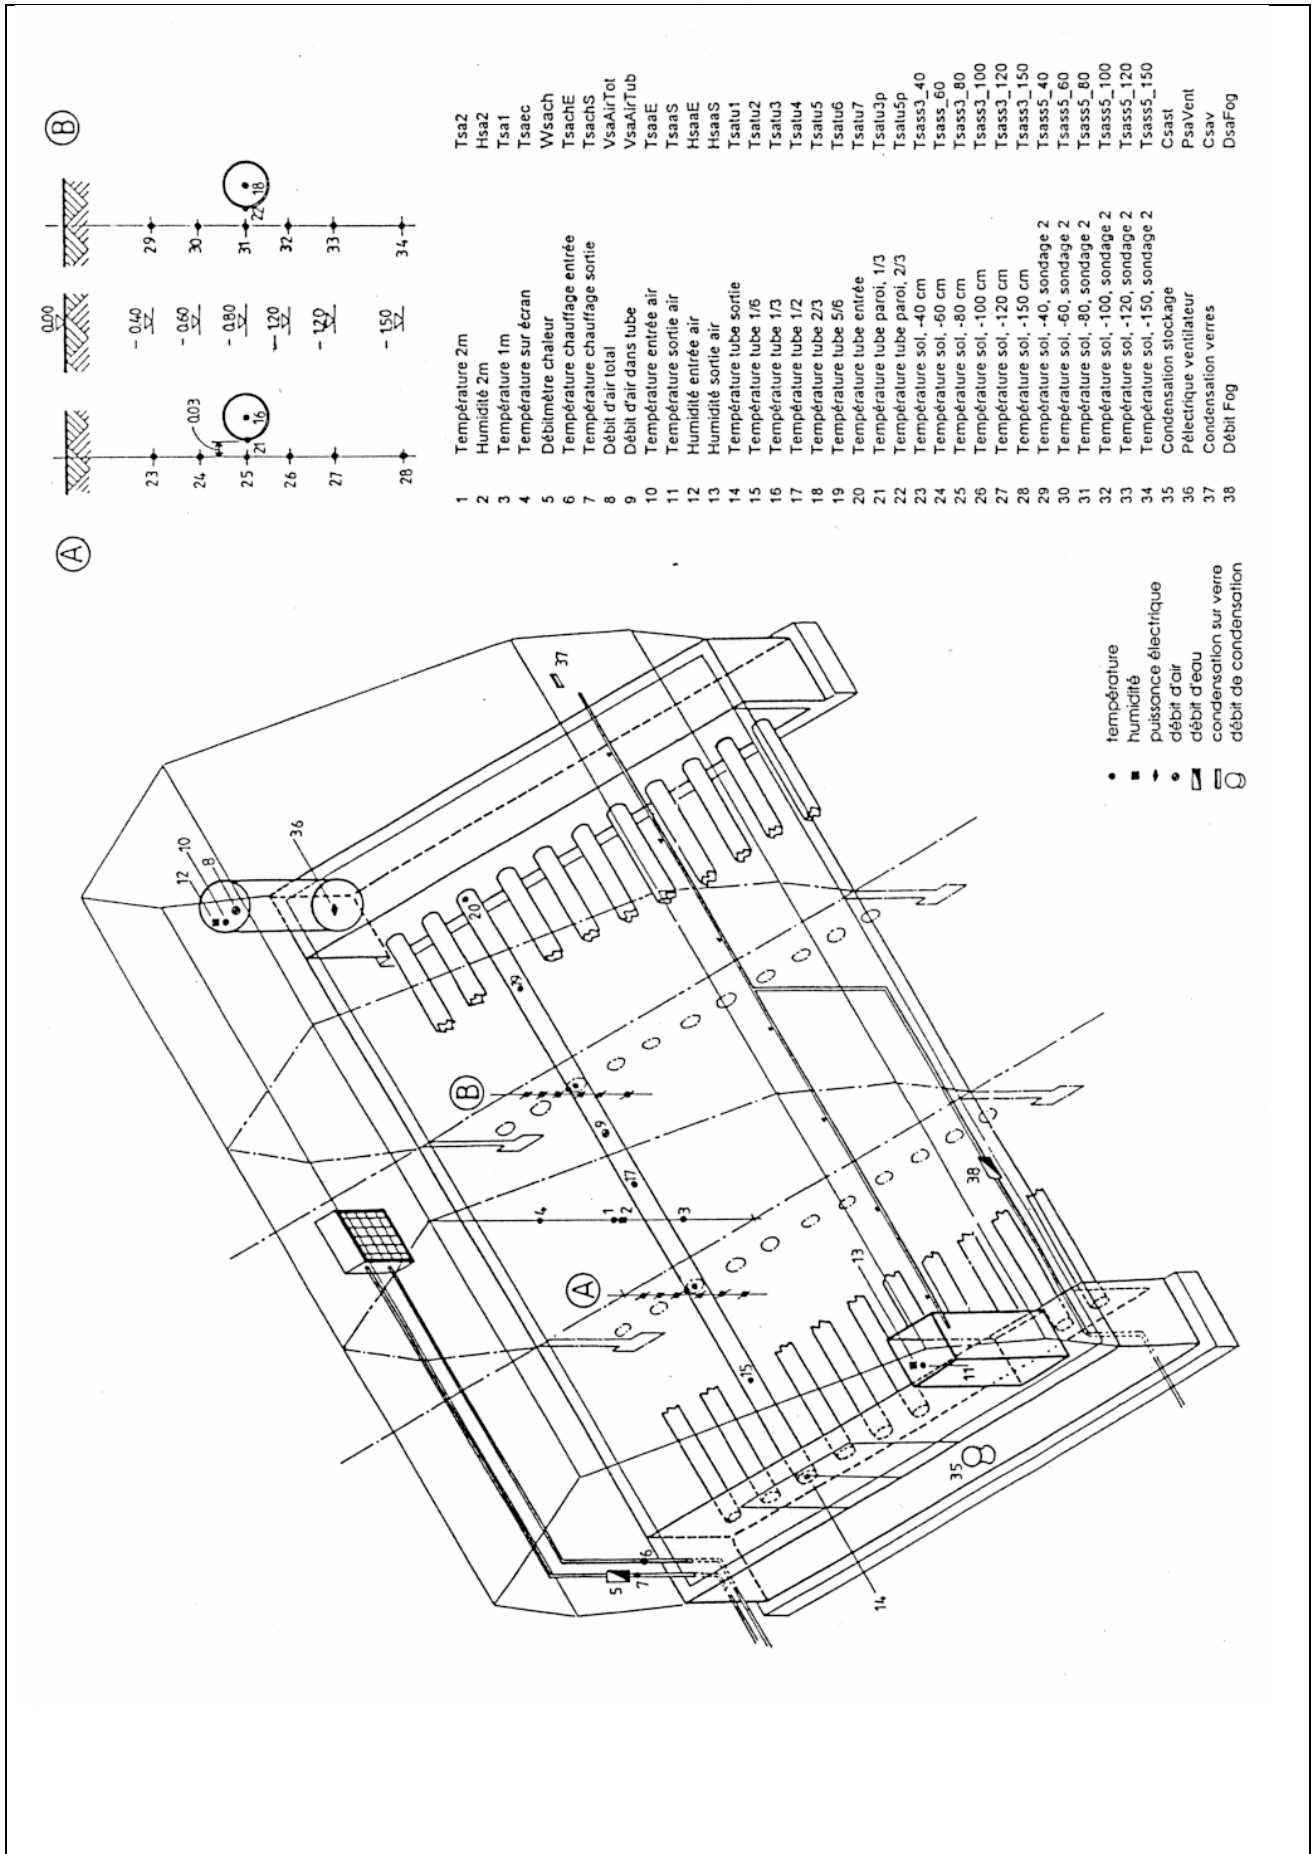 A
B
0.00
- 0.40
- 0.60
- 0.80
- 1.20
- 1.20
- 1.50
0.03
23
24
25
26
27
28
21
16
29
30
31
32
33
34
22
18
1 Température 2m Tsa2
2 Humidité 2m Hsa2
3 Température 1m Tsa1
4 Température sur écran Tsaec
5 Débitmètre chaleur Wsach
6 Température chauffage entrée TsachE
7 Température chauffage sortie TsachS
8 Débit d'air total VsaAirTot
9 Débit d'air dans tube VsaAirTub
10 Température entrée air TsaaE
11 Température sortie air TsaaS
12 Humidité entrée air HsaaE
13 Humidité sortie air HsaaS
14 Température tube sortie Tsatu1
15 Température tube 1/6 Tsatu2
16 Température tube 1/3 Tsatu3
17 Température tube 1/2 Tsatu4
18 Température tube 2/3 Tsatu5
19 Température tube 5/6 Tsatu6
20 Température tube entrée Tsatu7
21 Température tube paroi, 1/3 Tsatu3p
22 Température tube paroi, 2/3 Tsatu5p
23 Température sol, -40 cm Tsass3_40
24 Température sol, -60 cm Tsass_60
25 Température sol, -80 cm Tsass3_80
26 Température sol, -100 cm Tsass3_100
27 Température sol, -120 cm Tsass3_120
28 Température sol, -150 cm Tsass3_150
29 Température sol, -40, sondage 2 Tsass5_40
30 Température sol, -60, sondage 2 Tsass5_60
31 Température sol, -80, sondage 2 Tsass5_80
32 Température sol, -100, sondage 2 Tsass5_100
33 Température sol, -120, sondage 2 Tsass5_120
34 Température sol, -150, sondage 2 Tsass5_150
35 Condensation stockage Csast
36 Pélectrique ventilateur PsaVent
37 Condensation verres Csav
38 Débit Fog DsaFog
12
10
8
36
37
20
B
9
17
4
1
2
3
A
15
13
38
11
35
5
6
7
14
température
humidité
puissance électrique
débit d'air
débit d'eau
condensation sur verre
débit de condensation